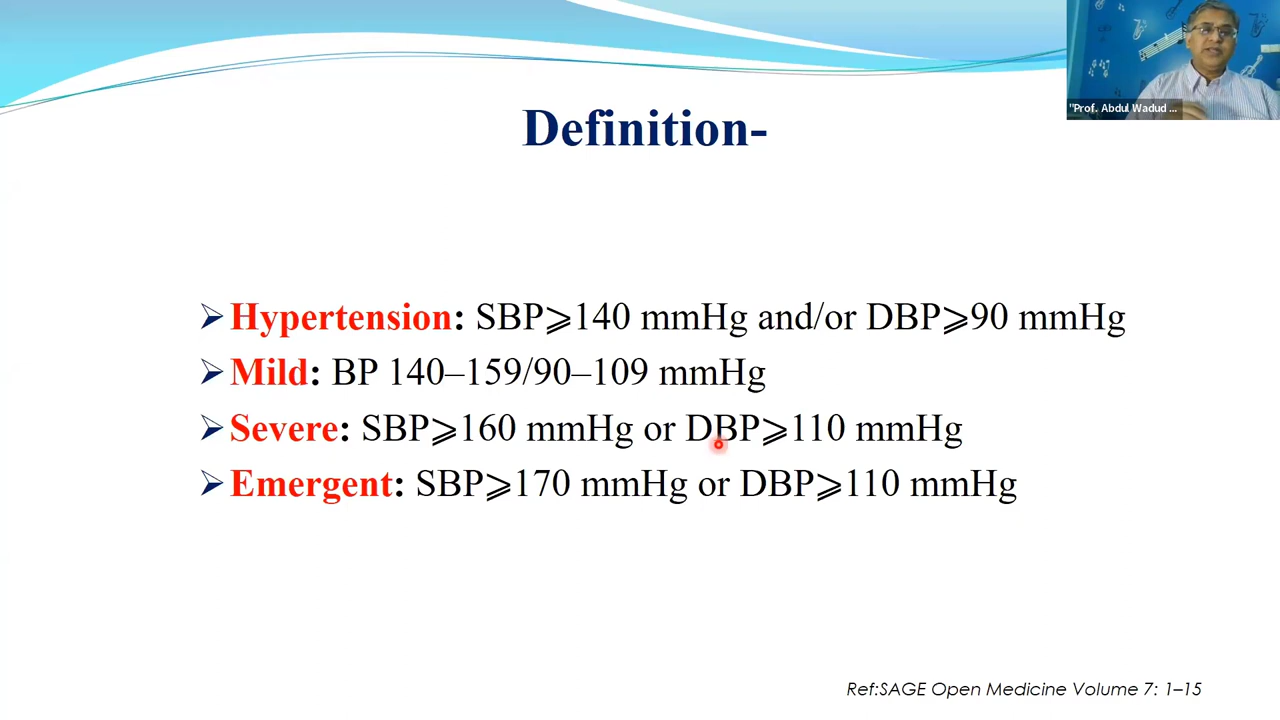 "Prof. Abdul Wadud ...
Definition-
➢ Hypertension: SBP⩾140 mmHg and/or DBP⩾90 mmHg
➢ Mild: BP 140–159/90–109 mmHg
➢ Severe: SBP⩾160 mmHg or DBP⩾110 mmHg
➢ Emergent: SBP⩾170 mmHg or DBP⩾110 mmHg
Ref:SAGE Open Medicine Volume 7: 1–15